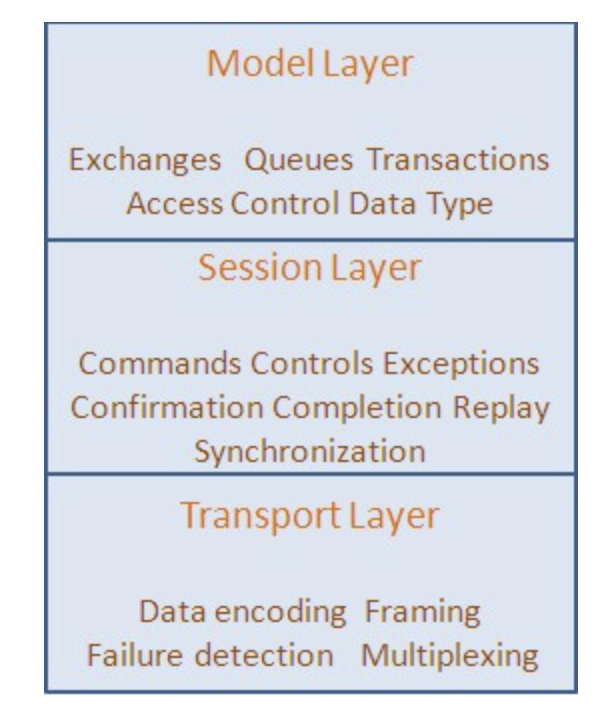 Model Layer
Exchanges Queues Transactions
Access Control Data Type
Session Layer
Commands Controls Exceptions
Confirmation Completion Replay
Synchronization
Transport Layer
Data encoding Framing
Failure detection Multiplexing